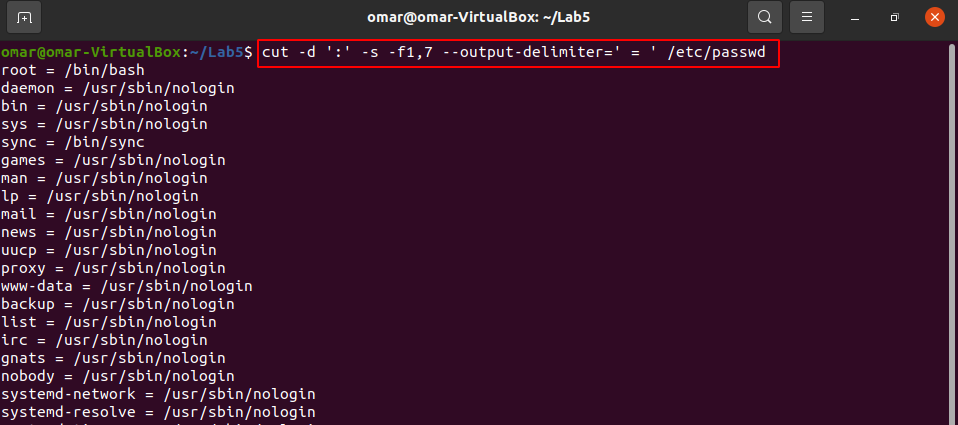 omar@omar-VirtualBox: ~/Lab5
omar@omar-VirtualBox:~/Lab5$ cut -d ':' -s -f1,7 --output-delimiter=' = ' /etc/passwd
root = /bin/bash
daemon = /usr/sbin/nologin
bin = /usr/sbin/nologin
sys = /usr/sbin/nologin
sync = /bin/sync
games = /usr/sbin/nologin
man = /usr/sbin/nologin
lp = /usr/sbin/nologin
mail = /usr/sbin/nologin
news = /usr/sbin/nologin
uucp = /usr/sbin/nologin
proxy = /usr/sbin/nologin
www-data = /usr/sbin/nologin
backup = /usr/sbin/nologin
list = /usr/sbin/nologin
irc = /usr/sbin/nologin
gnats = /usr/sbin/nologin
nobody = /usr/sbin/nologin
systemd-network = /usr/sbin/nologin
systemd-resolve = /usr/sbin/nologin